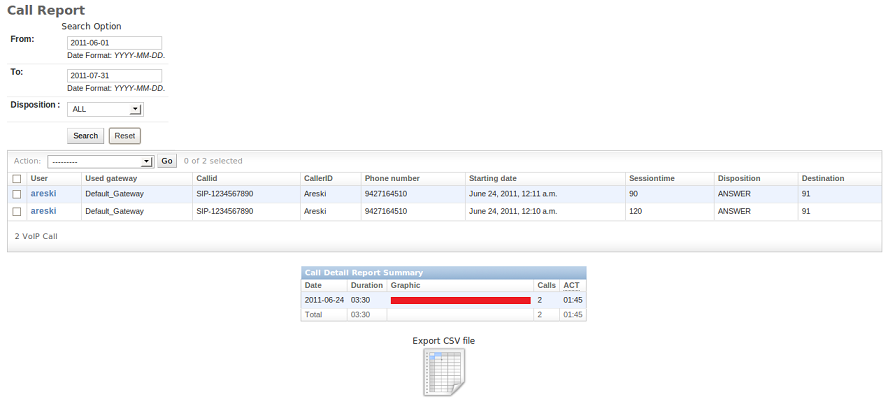 Call Report
Search Option
From:
2011-06-01
Date Format: YYYY-MM-DD.
To:
2011-07-31
Date Format: YYYY-MM-DD.
Disposition : ALL
Search Reset
Action: --------- Go 0 of 2 selected
User Used gateway Callid CallerID Phone number Starting date Sessiontime Disposition Destination
areski Default_Gateway SIP-1234567890 Areski 9427164510 June 24, 2011, 12:11 a.m. 90 ANSWER 91
areski Default_Gateway SIP-1234567890 Areski 9427164510 June 24, 2011, 12:10 a.m. 120 ANSWER 91
2 VoIP Call
Call Detail Report Summary
Date Duration Graphic Calls ACT
2011-06-24 03:30 2 01:45
Total 03:30 2 01:45
Export CSV file